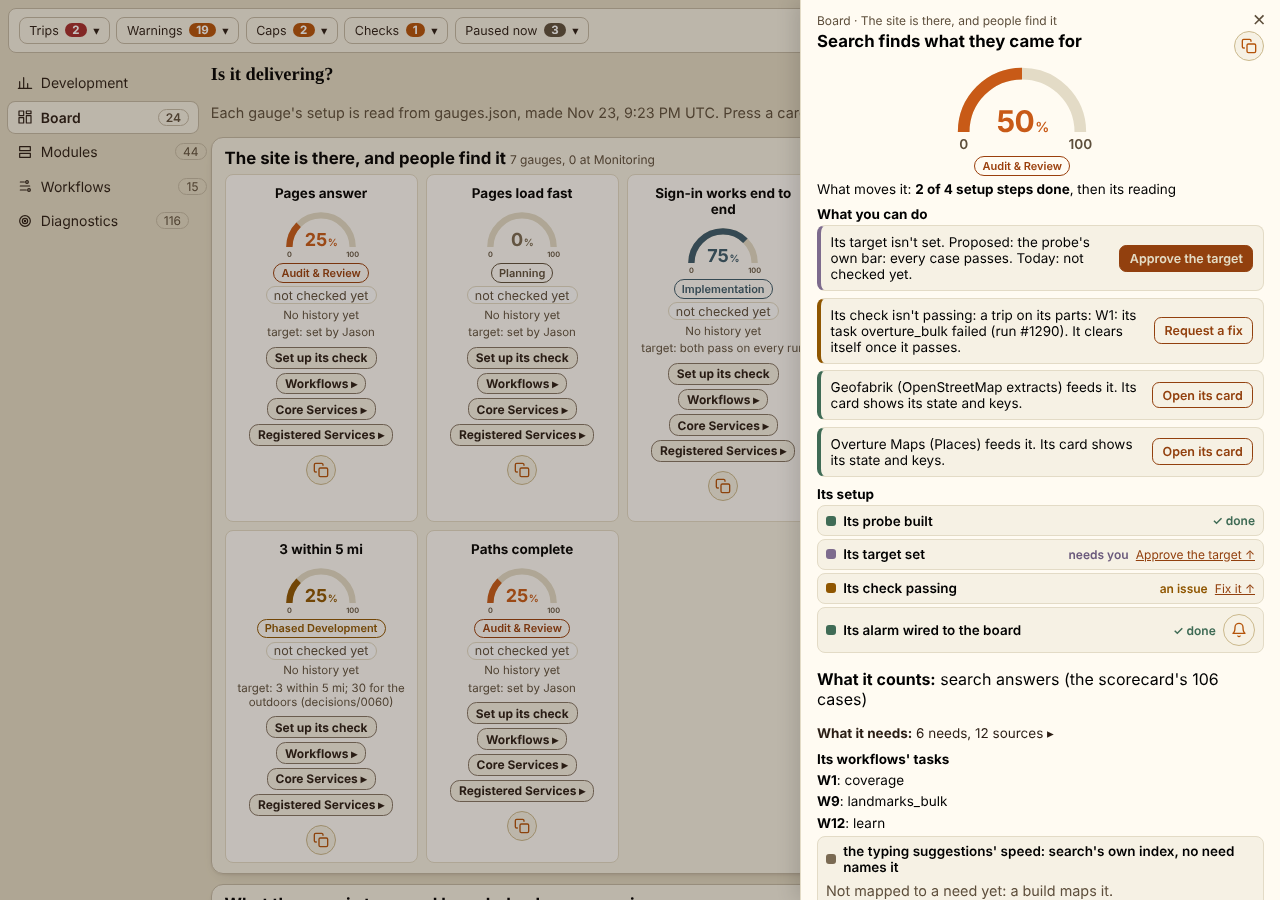 Trips 2 ▾
Warnings 19 ▾
Caps 2 ▾
Checks 1 ▾
Paused now 3 ▾
Development
Board 24
Modules 44
Workflows 15
Diagnostics 116
Is it delivering?
Each gauge's setup is read from gauges.json, made Nov 23, 9:23 PM UTC. Press a car
The site is there, and people find it 7 gauges, 0 at Monitoring
Pages answer
25%
0 100
Audit & Review
not checked yet
No history yet
target: set by Jason
Set up its check
Workflows ▸
Core Services ▸
Registered Services ▸
Pages load fast
0%
0 100
Planning
not checked yet
No history yet
target: set by Jason
Set up its check
Workflows ▸
Core Services ▸
Registered Services ▸
Sign-in works end to
end
75%
0 100
Implementation
not checked yet
No history yet
target: both pass on every run
Set up its check
Workflows ▸
Core Services ▸
Registered Services ▸
3 within 5 mi
25%
0 100
Phased Development
not checked yet
No history yet
target: 3 within 5 mi; 30 for the
outdoors (decisions/0060)
Set up its check
Workflows ▸
Core Services ▸
Registered Services ▸
Paths complete
25%
0 100
Audit & Review
not checked yet
No history yet
target: set by Jason
Set up its check
Workflows ▸
Core Services ▸
Registered Services ▸
Board · The site is there, and people find it
Search finds what they came for
50%
0 100
Audit & Review
What moves it: 2 of 4 setup steps done, then its reading
What you can do
Its target isn't set. Proposed: the probe's
own bar: every case passes. Today: not
checked yet.
Approve the target
Its check isn't passing: a trip on its parts: W1: its
task overture_bulk failed (run #1290). It clears
itself once it passes.
Request a fix
Geofabrik (OpenStreetMap extracts) feeds it. Its
card shows its state and keys.
Open its card
Overture Maps (Places) feeds it. Its card shows
its state and keys.
Open its card
Its setup
Its probe built ✓ done
Its target set needs you Approve the target ↑
Its check passing an issue Fix it ↑
Its alarm wired to the board ✓ done
What it counts: search answers (the scorecard's 106
cases)
What it needs: 6 needs, 12 sources ▸
Its workflows' tasks
W1: coverage
W9: landmarks_bulk
W12: learn
the typing suggestions' speed: search's own index, no need
names it
Not mapped to a need yet: a build maps it.